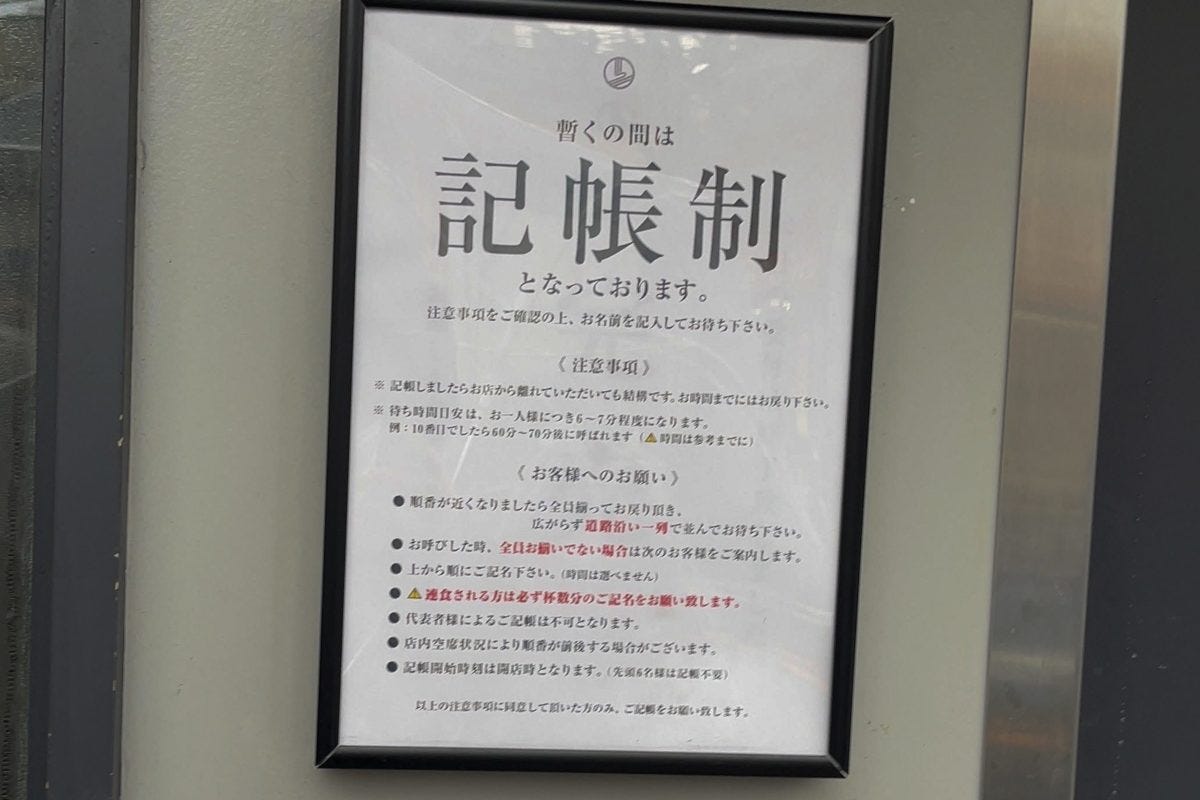 暫くの間は
記帳制
となっております。
注意事項をご確認の上、お名前を記入してお待ち下さい。
《 注意事項 》
※ 記帳しましたらお店から離れていただいても結構です。お時間までにはお戻り下さい。
※ 待ち時間目安は、お一人様につき6〜7分程度になります。
例：10番目でしたら60分〜70分後に呼ばれます（⚠時間は参考までに）
《 お客様へのお願い 》
● 順番が近くなりましたら全員揃ってお戻り頂き、
広がらず道路沿い一列で並んでお待ち下さい。
● お呼びした時、全員お揃いでない場合は次のお客様をご案内します。
● 上から順にご記名下さい。（時間は選べません）
● ⚠連食される方は必ず杯数分のご記名をお願い致します。
● 代表者様によるご記帳は不可となります。
● 店内空席状況により順番が前後する場合がございます。
● 記帳開始時刻は開店時となります。（先頭6名様は記帳不要）
以上の注意事項に同意して頂いた方のみ、ご記帳をお願い致します。